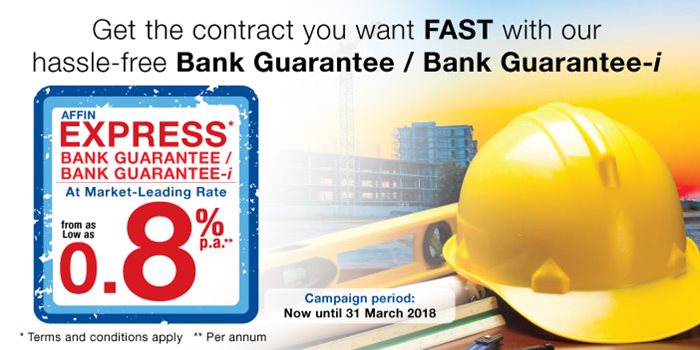 Get the contract you want FAST with our
hassle-free Bank Guarantee / Bank Guarantee-i
AFFIN
EXPRESS*
BANK GUARANTEE /
BANK GUARANTEE-i
At Market-Leading Rate
from as
Low as
0.8% p.a.**
Campaign period:
Now until 31 March 2018
* Terms and conditions apply ** Per annum